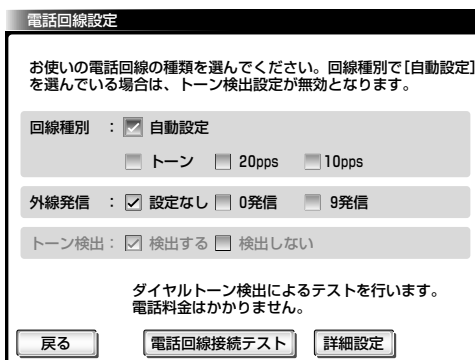 電話回線設定
お使いの電話回線の種類を選んでください。回線種別で[自動設定]
を選んでいる場合は、トーン検出設定が無効となります。
回線種別 : 自動設定
トーン 20pps 10pps
外線発信 : 設定なし 0発信 9発信
トーン検出 : 検出する 検出しない
ダイヤルトーン検出によるテストを行います。
電話料金はかかりません。
戻る 電話回線接続テスト 詳細設定